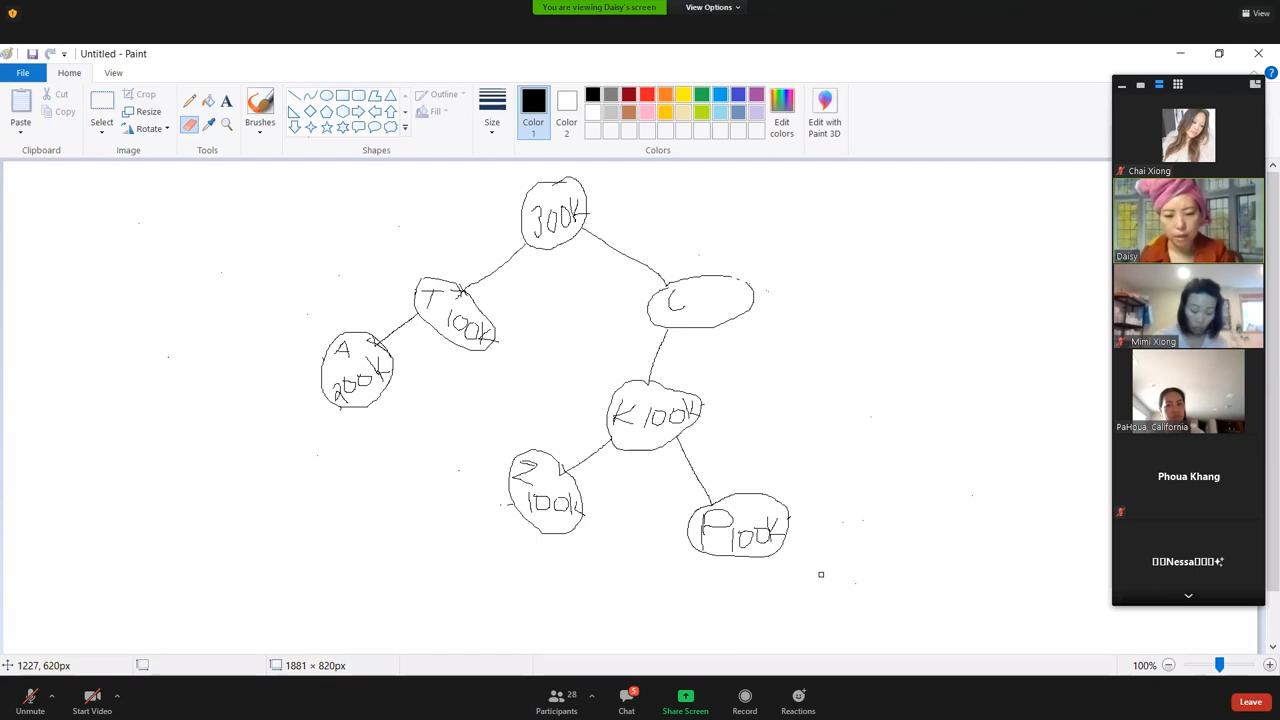 You are viewing Daisy's screen
View Options
View
Untitled - Paint
File
Home
View
Paste
Cut
Copy
Clipboard
Select
Crop
Resize
Rotate
Image
Tools
Brushes
Outline
Fill
Shapes
Size
Color
1
Color
2
Edit
colors
Edit with
Paint 3D
Colors
Chai Xiong
Daisy
Mimi Xiong
PaHoua, California
Phoua Khang
Nessa
300K
T
100K
C
A
200K
K 100K
Z
100K
P 100K
1227, 620px
1881 × 820px
100%
Unmute
Start Video
28
Participants
5
Chat
Share Screen
Record
Reactions
Leave